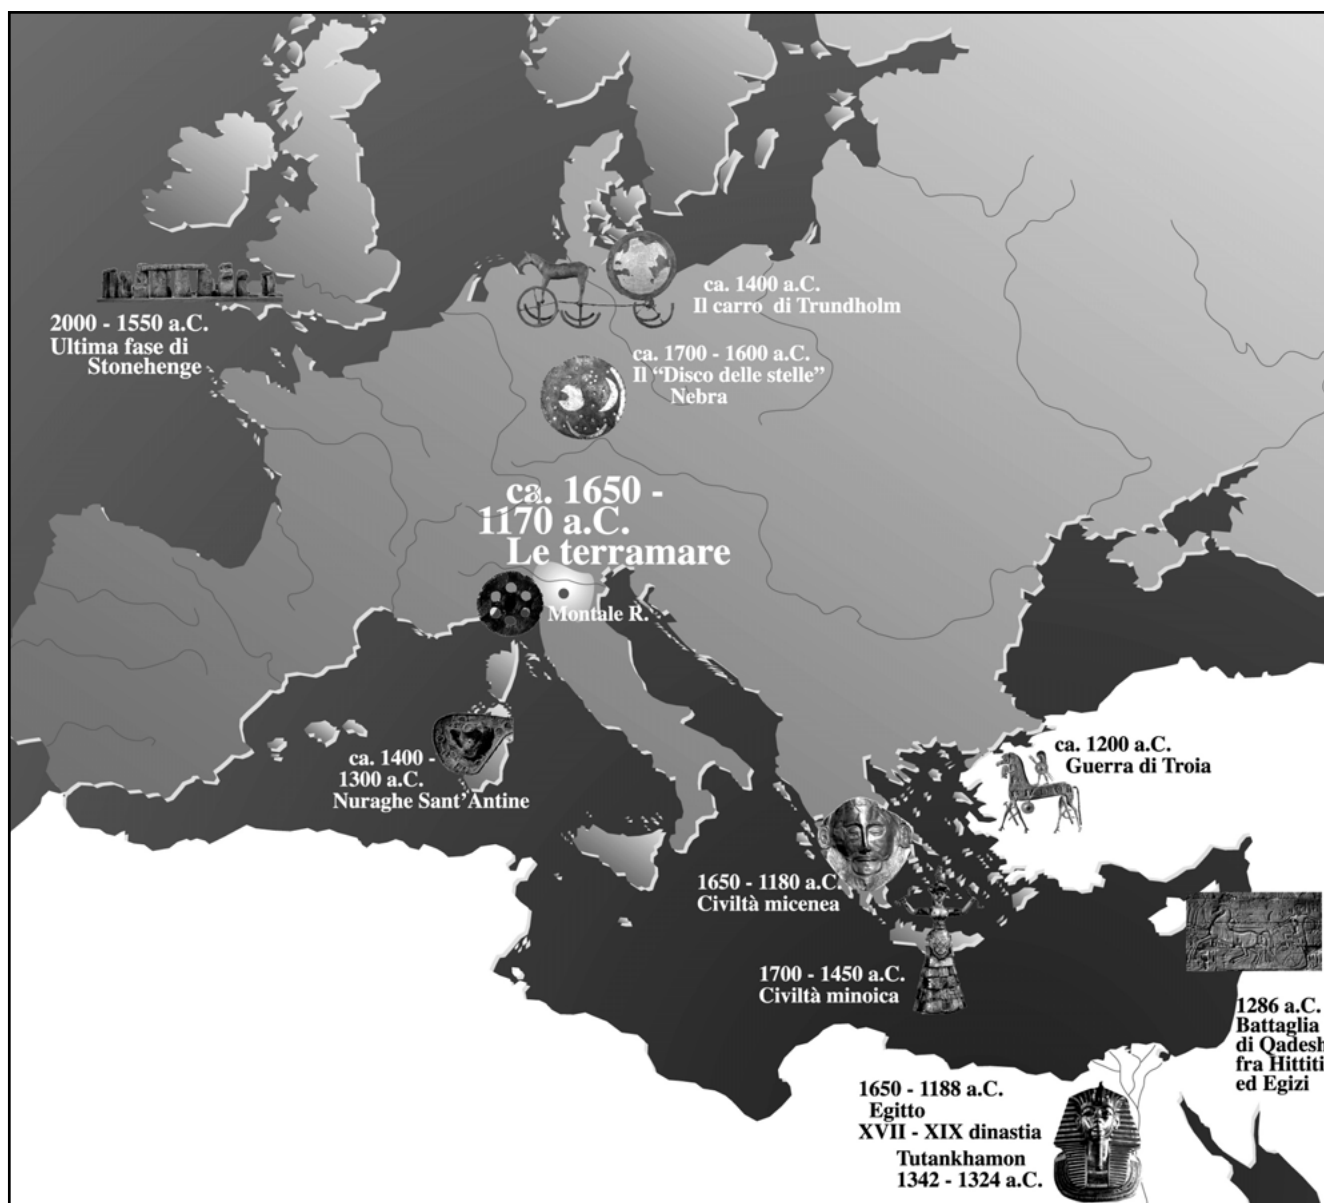 ca. 1400 a.C.
Il carro di Trundholm
2000 - 1550 a.C.
Ultima fase di
Stonehenge
ca. 1700 - 1600 a.C.
Il “Disco delle stelle”
Nebra
ca. 1650 -
1170 a.C.
Le terramare
Montale R.
ca. 1400 -
1300 a.C.
Nuraghe Sant’Antine
ca. 1200 a.C.
Guerra di Troia
1650 - 1180 a.C.
Civiltà micenea
1700 - 1450 a.C.
Civiltà minoica
1286 a.C.
Battaglia
di Qadesh
fra Hittiti
ed Egizi
1650 - 1188 a.C.
Egitto
XVII - XIX dinastia
Tutankhamon
1342 - 1324 a.C.